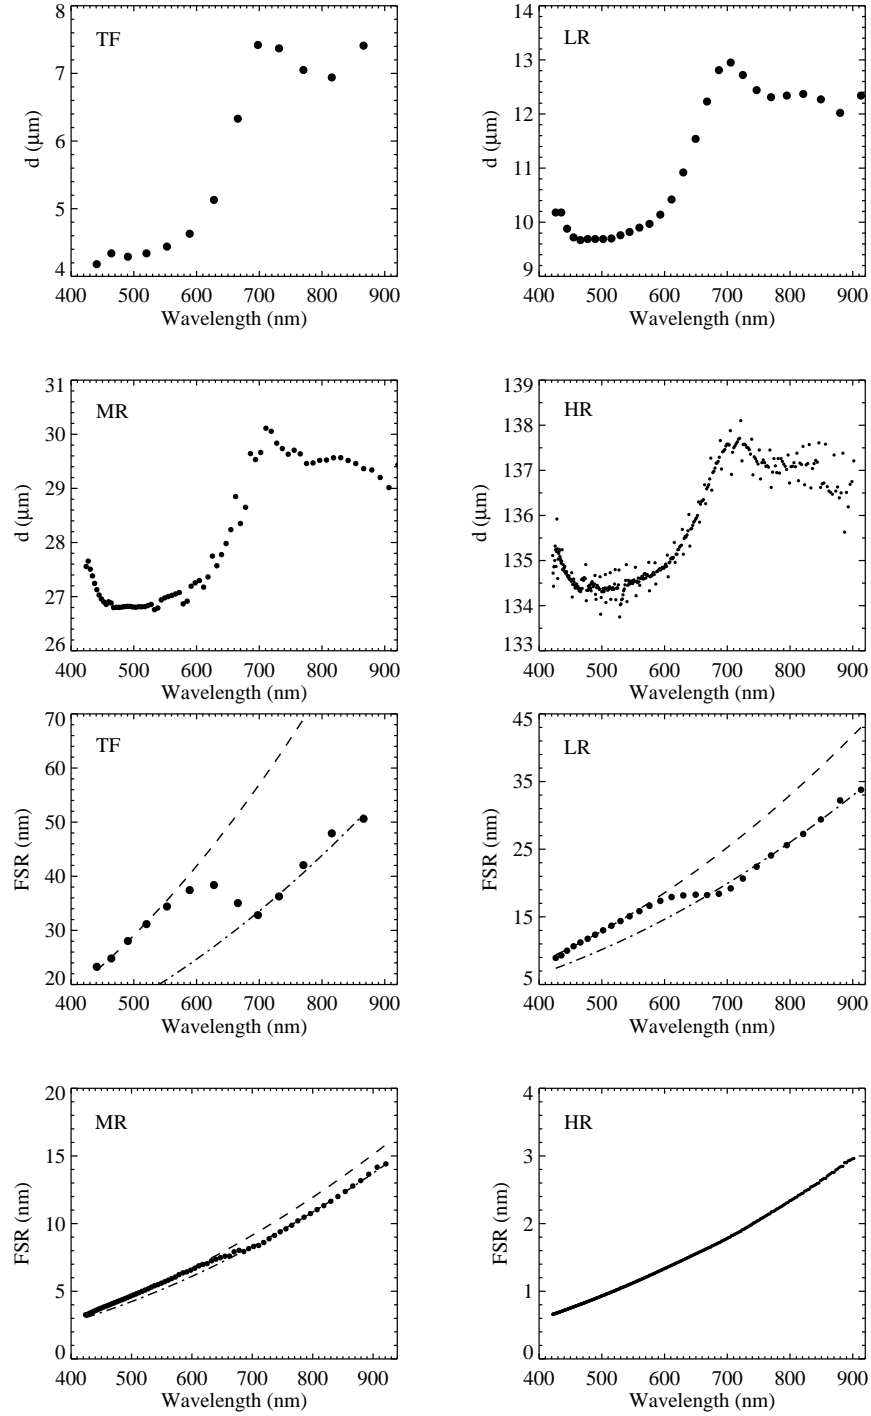 8
7
6
5
4
d (μm)
TF
400 500 600 700 800 900
Wavelength (nm)
14
13
12
11
10
9
d (μm)
LR
400 500 600 700 800 900
Wavelength (nm)
31
30
29
28
27
26
d (μm)
MR
400 500 600 700 800 900
Wavelength (nm)
139
138
137
136
135
134
133
d (μm)
HR
400 500 600 700 800 900
Wavelength (nm)
70
60
50
40
30
20
FSR (nm)
TF
400 500 600 700 800 900
Wavelength (nm)
45
35
25
15
5
FSR (nm)
LR
400 500 600 700 800 900
Wavelength (nm)
20
15
10
5
0
FSR (nm)
MR
400 500 600 700 800 900
Wavelength (nm)
4
3
2
1
0
FSR (nm)
HR
400 500 600 700 800 900
Wavelength (nm)